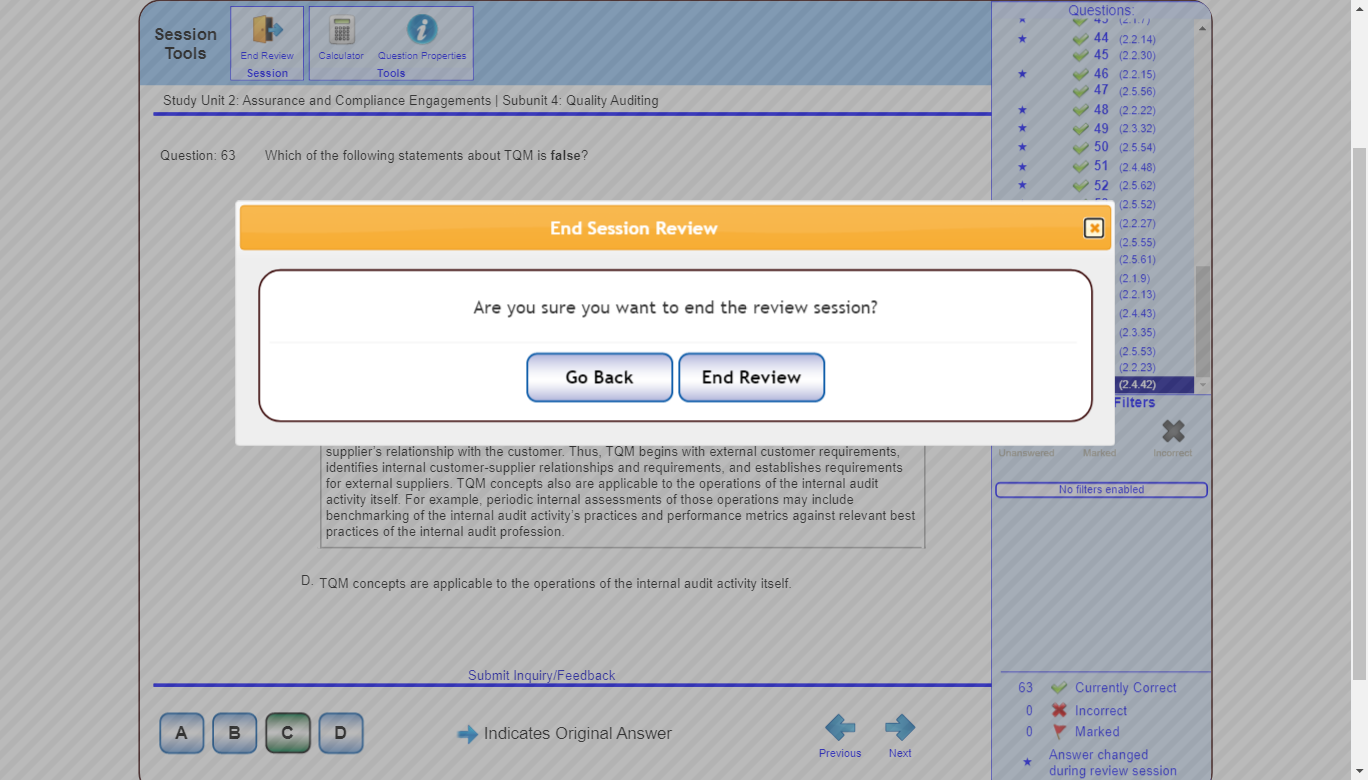 Session
Tools
End Review
Session
Calculator
Question Properties
Tools
Study Unit 2: Assurance and Compliance Engagements | Subunit 4: Quality Auditing
Question: 63 Which of the following statements about TQM is false?
End Session Review
Are you sure you want to end the review session?
Go Back
End Review
supplier's relationship with the customer. Thus, TQM begins with external customer requirements,
identifies internal customer-supplier relationships and requirements, and establishes requirements
for external suppliers. TQM concepts also are applicable to the operations of the internal audit
activity itself. For example, periodic internal assessments of those operations may include
benchmarking of the internal audit activity's practices and performance metrics against relevant best
practices of the internal audit profession.
D. TQM concepts are applicable to the operations of the internal audit activity itself.
Submit Inquiry/Feedback
A
B
C
D
Indicates Original Answer
Previous
Next
Questions:
44 (2.2.14)
45 (2.2.30)
46 (2.2.15)
47 (2.5.56)
48 (2.2.22)
49 (2.3.32)
50 (2.5.54)
51 (2.4.48)
52 (2.5.62)
(2.5.52)
(2.2.27)
(2.5.55)
(2.5.61)
(2.1.9)
(2.2.13)
(2.4.43)
(2.3.35)
(2.5.53)
(2.2.23)
(2.4.42)
Filters
Unanswered
Marked
Incorrect
No filters enabled
63 Currently Correct
0 Incorrect
0 Marked
Answer changed
during review session